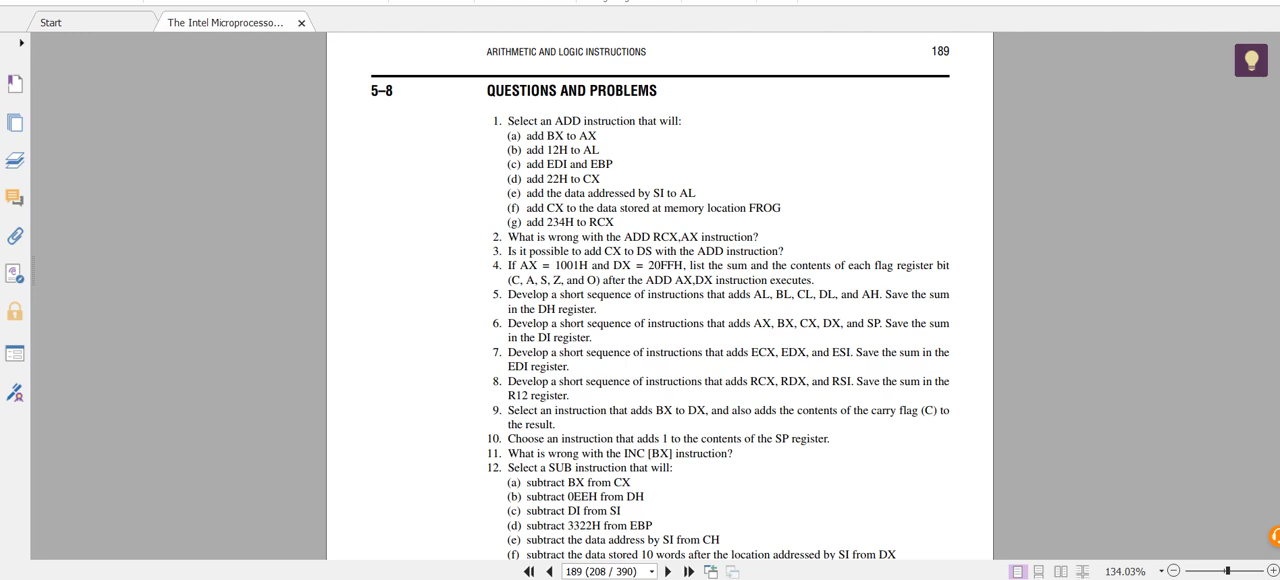 Start
The Intel Microprocesso...
ARITHMETIC AND LOGIC INSTRUCTIONS 189
5–8 QUESTIONS AND PROBLEMS
1. Select an ADD instruction that will:
(a) add BX to AX
(b) add 12H to AL
(c) add EDI and EBP
(d) add 22H to CX
(e) add the data addressed by SI to AL
(f) add CX to the data stored at memory location FROG
(g) add 234H to RCX
2. What is wrong with the ADD RCX,AX instruction?
3. Is it possible to add CX to DS with the ADD instruction?
4. If AX = 1001H and DX = 20FFH, list the sum and the contents of each flag register bit
(C, A, S, Z, and O) after the ADD AX,DX instruction executes.
5. Develop a short sequence of instructions that adds AL, BL, CL, DL, and AH. Save the sum
in the DH register.
6. Develop a short sequence of instructions that adds AX, BX, CX, DX, and SP. Save the sum
in the DI register.
7. Develop a short sequence of instructions that adds ECX, EDX, and ESI. Save the sum in the
EDI register.
8. Develop a short sequence of instructions that adds RCX, RDX, and RSI. Save the sum in the
R12 register.
9. Select an instruction that adds BX to DX, and also adds the contents of the carry flag (C) to
the result.
10. Choose an instruction that adds 1 to the contents of the SP register.
11. What is wrong with the INC [BX] instruction?
12. Select a SUB instruction that will:
(a) subtract BX from CX
(b) subtract 0EEH from DH
(c) subtract DI from SI
(d) subtract 3322H from EBP
(e) subtract the data address by SI from CH
(f) subtract the data stored 10 words after the location addressed by SI from DX
189 (208 / 390)
134.03%